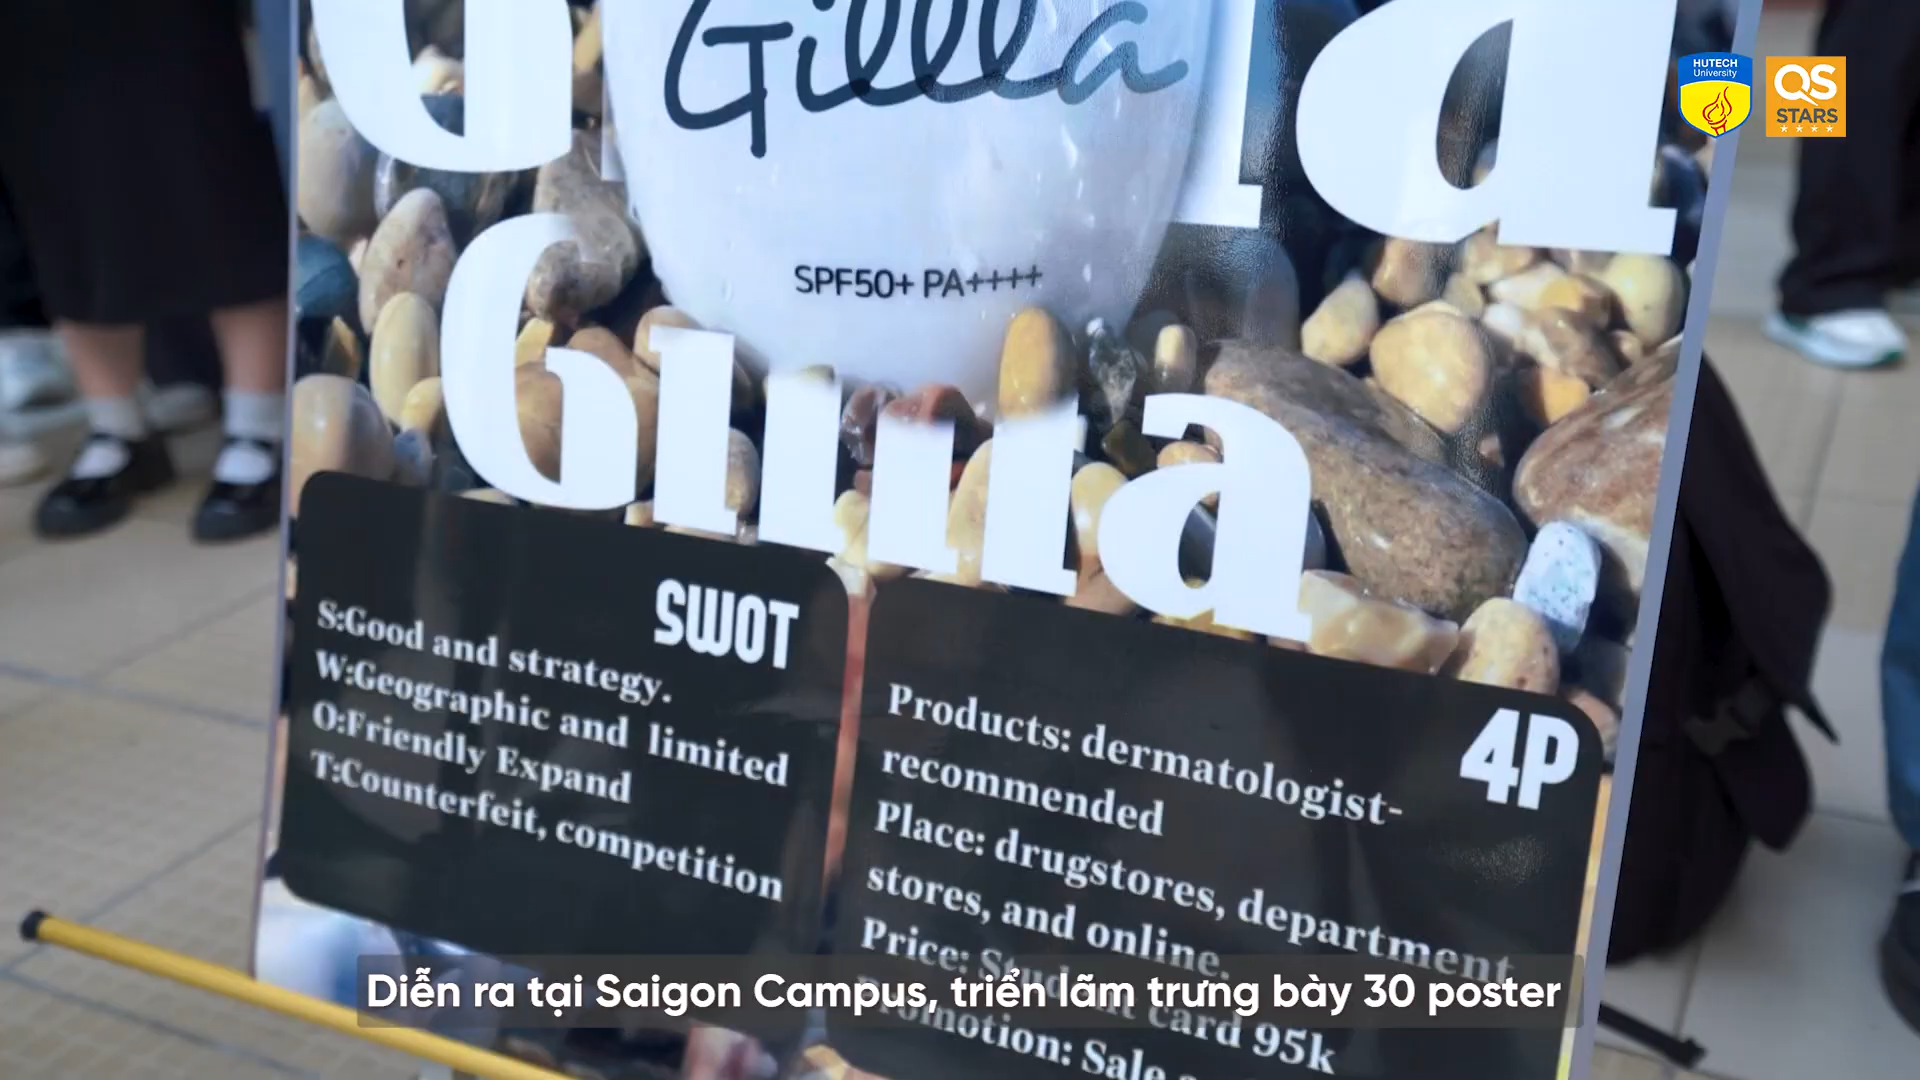 Gillla
HUTECH
University
QS
STARS
SPF50+ PA++++
SWOT
S:Good and strategy.
W:Geographic and limited
O:Friendly Expand
T:Counterfeit, competition
4P
Products: dermatologist-
recommended
Place: drugstores, department
stores, and online.
Price: Student card 95k
Promotion: Sale
Diễn ra tại Saigon Campus, triển lãm trưng bày 30 poster